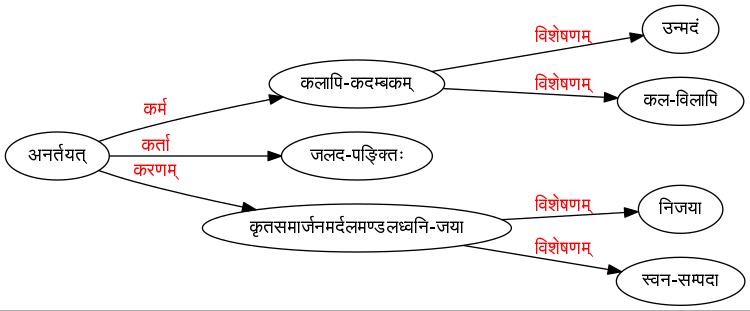 विशेषणम्
उन्मदं
कलापि-कदम्बकम्
विशेषणम्
कल-विलापि
कर्म
अनर्तयत्
कर्ता
जलद-पङ्क्तिः
करणम्
विशेषणम्
निजया
कृतसमार्जनमर्दलमण्डलध्वनि-जया
विशेषणम्
स्वन-सम्पदा